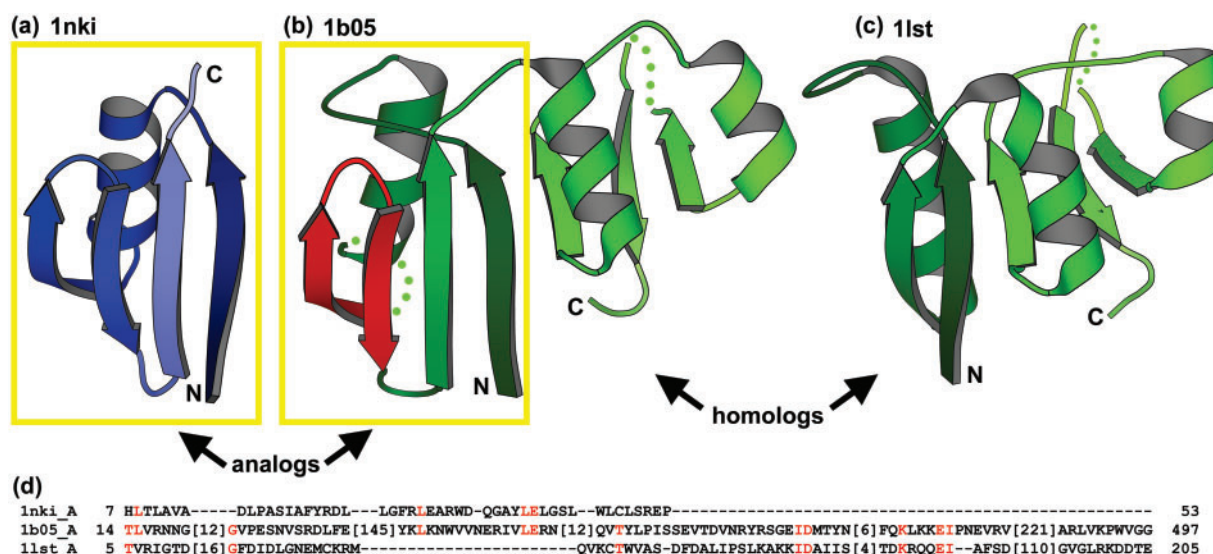 (a) 1nki
(b) 1b05
(c) 1lst
C
N
N
C
N
C
homologs
analogs
(d)
1nki_A 7 HLTLAVA-----DLPASIAFYRDL---LGFRLEARWD-QGAYLELGSL--WLCLSREP------------------------------------------------- 53
1b05_A 14 TLVRNNG[12]GVPESNVSRDLFE[145]YKLKNWVVNERIVLERN[12]QVTYLPISSEVTDVNRYRSGEIDMTYN[6]FQKLKKEIPNEVRV[221]ARLVKPWVGG 497
1lst_A 5 TVRIGTD[16]GFDIDLGNEMCKRM----------------------QVKCTWVAS-DFDALIPSLKAKKIDAIIS[4]TDKRQQEI--AFSD[110]GVGLRKDDTE 205